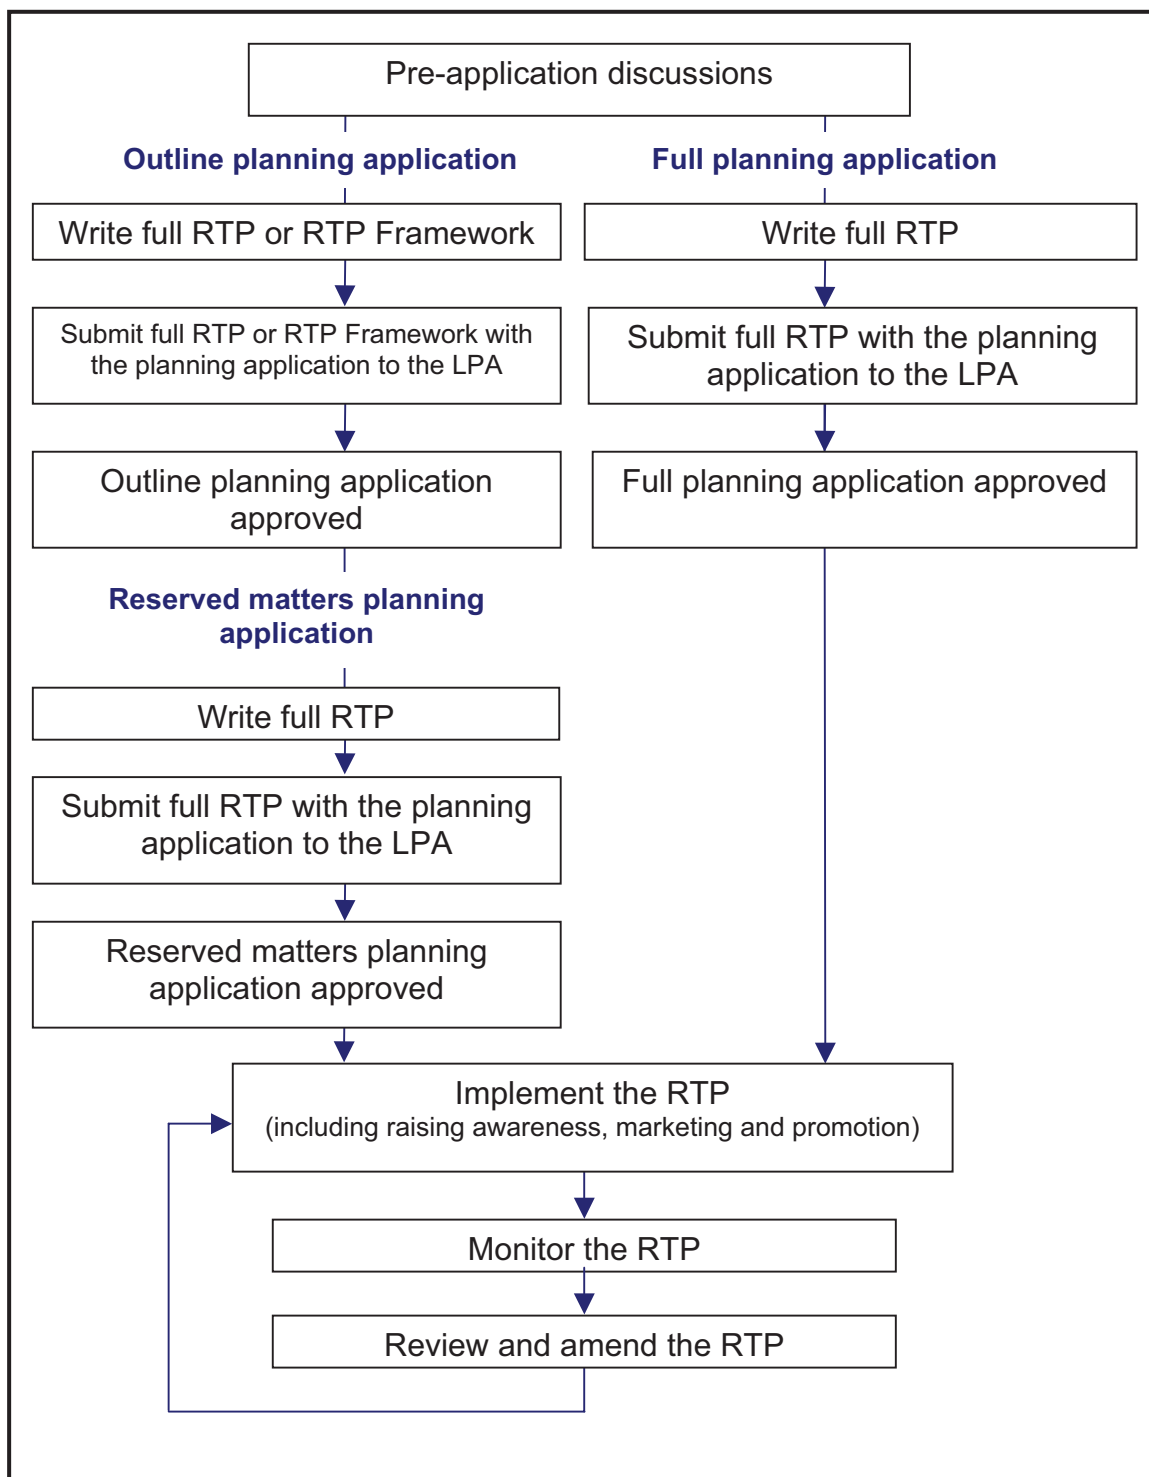 Pre-application discussions
Outline planning application
Full planning application
Write full RTP or RTP Framework
Write full RTP
Submit full RTP or RTP Framework with
the planning application to the LPA
Submit full RTP with the planning
application to the LPA
Outline planning application
approved
Full planning application approved
Reserved matters planning
application
Write full RTP
Submit full RTP with the planning
application to the LPA
Reserved matters planning
application approved
Implement the RTP
(including raising awareness, marketing and promotion)
Monitor the RTP
Review and amend the RTP